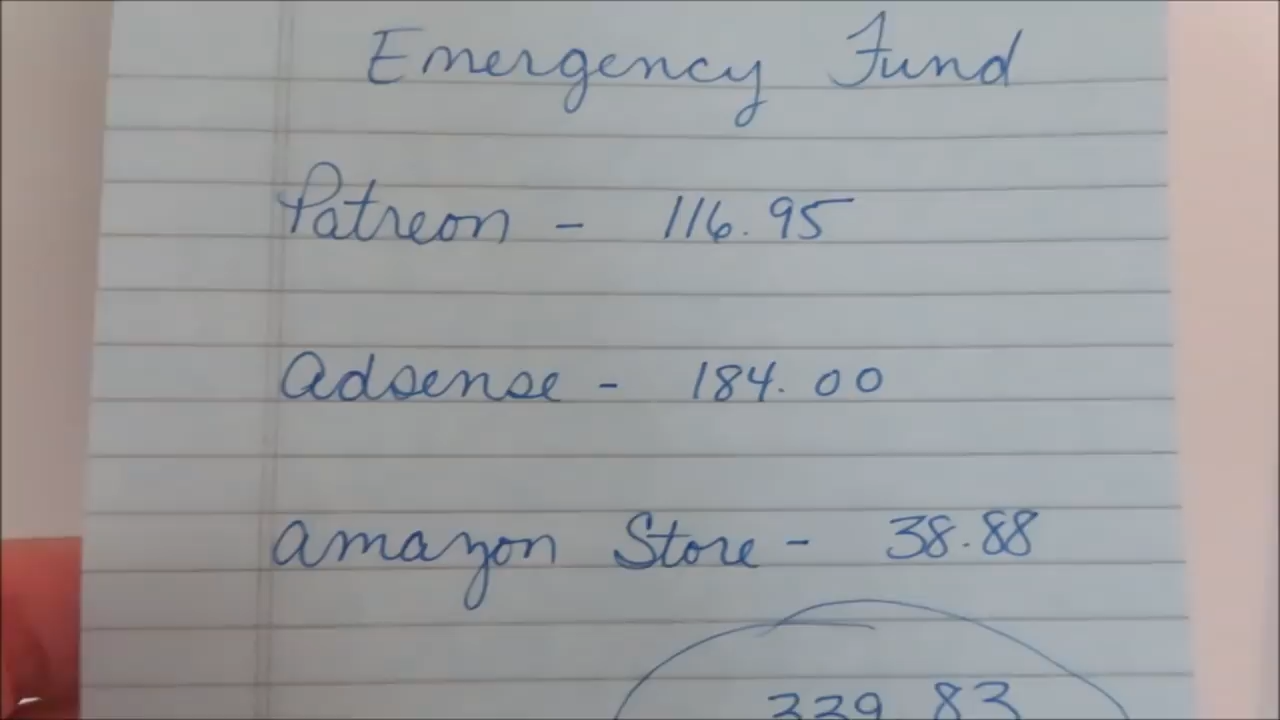 Emergency Fund
Patreon - 116.95
Adsense - 184.00
Amazon Store - 38.88
339.83